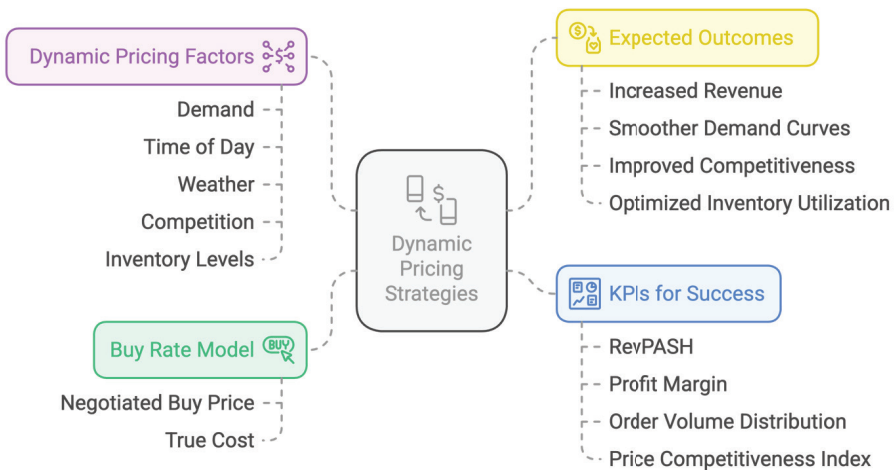 Dynamic Pricing Factors
Demand
Time of Day
Weather
Competition
Inventory Levels
Buy Rate Model
BUY
Negotiated Buy Price
True Cost
$
Dynamic
Pricing
Strategies
Expected Outcomes
Increased Revenue
Smoother Demand Curves
Improved Competitiveness
Optimized Inventory Utilization
KPIs for Success
RevPASH
Profit Margin
Order Volume Distribution
Price Competitiveness Index